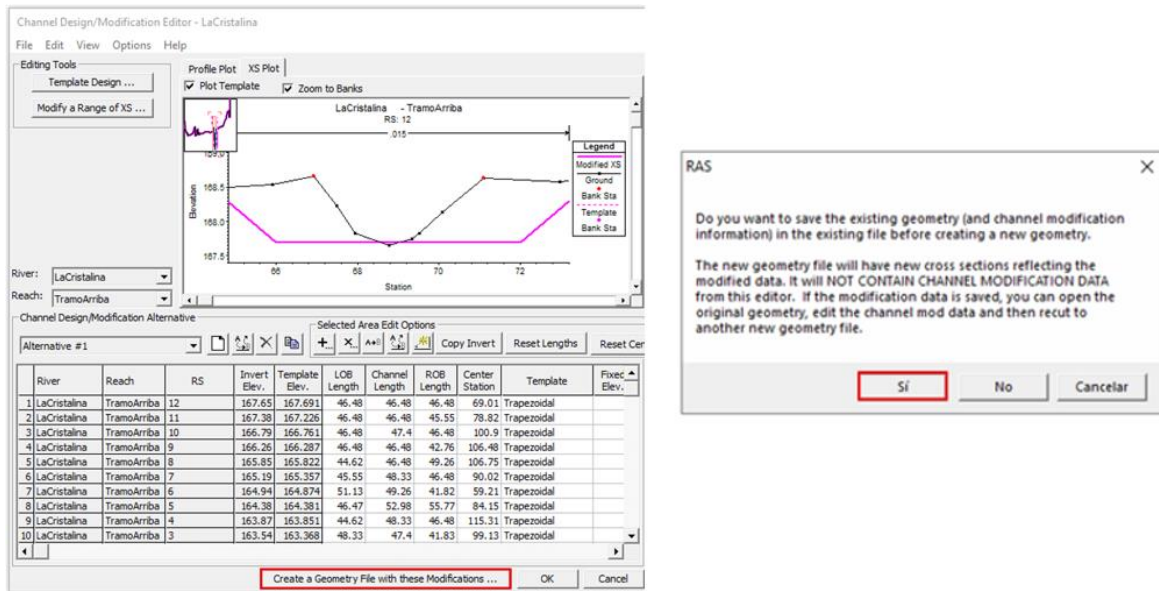 Channel Design/Modification Editor - LaCristalina
File Edit View Options Help
Editing Tools
Template Design ...
Modify a Range of XS ...
Profile Plot XS Plot
Plot Template Zoom to Banks
LaCristalina - TramoArriba
RS: 12
.015
Legend
Modified XS
Ground
Bank Sta
Template
Bank Sta
Elevation
168.5
168.0
167.5
66 68 70 72
Station
River: LaCristalina
Reach: TramoArriba
Channel Design/Modification Alternative
Alternative #1
Selected Area Edit Options
Copy Invert Reset Lengths Reset Cer
River Reach RS Invert Elev. Template Elev. LOB Length Channel Length ROB Length Center Station Template Fixed Elev.
1 LaCristalina TramoArriba 12 167.65 167.691 46.48 46.48 46.48 69.01 Trapezoidal
2 LaCristalina TramoArriba 11 167.38 167.226 46.48 46.48 45.55 78.82 Trapezoidal
3 LaCristalina TramoArriba 10 166.79 166.761 46.48 47.4 46.48 100.9 Trapezoidal
4 LaCristalina TramoArriba 9 166.26 166.287 46.48 46.48 42.76 106.48 Trapezoidal
5 LaCristalina TramoArriba 8 165.85 165.822 44.62 46.48 49.26 106.75 Trapezoidal
6 LaCristalina TramoArriba 7 165.19 165.357 45.55 48.33 46.48 90.02 Trapezoidal
7 LaCristalina TramoArriba 6 164.94 164.874 51.13 49.26 41.82 59.21 Trapezoidal
8 LaCristalina TramoArriba 5 164.38 164.381 46.47 52.98 55.77 84.15 Trapezoidal
9 LaCristalina TramoArriba 4 163.87 163.851 44.62 48.33 46.48 115.31 Trapezoidal
10 LaCristalina TramoArriba 3 163.54 163.368 48.33 47.4 41.83 99.13 Trapezoidal
Create a Geometry File with these Modifications ... OK Cancel
RAS
Do you want to save the existing geometry (and channel modification
information) in the existing file before creating a new geometry.
The new geometry file will have new cross sections reflecting the
modified data. It will NOT CONTAIN CHANNEL MODIFICATION DATA
from this editor. If the modification data is saved, you can open the
original geometry, edit the channel mod data and then recut to
another new geometry file.
Sí No Cancelar